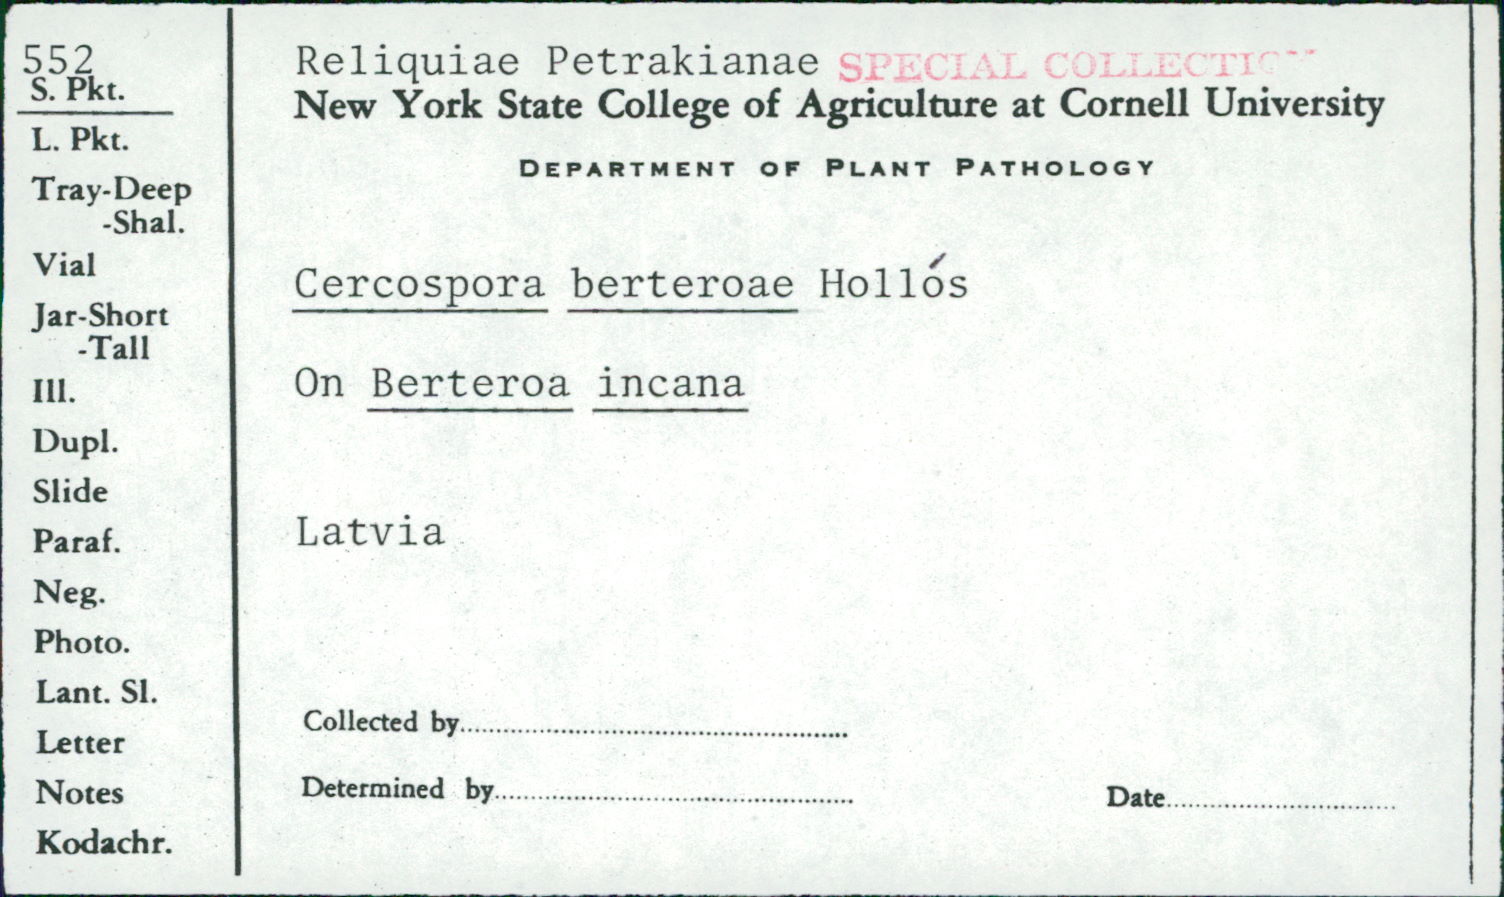 552
S. Pkt.
L. Pkt.
Tray-Deep
-Shal.
Vial
Jar-Short
-Tall
Ill.
Dupl.
Slide
Paraf.
Neg.
Photo.
Lant. Sl.
Letter
Notes
Kodachr.
Reliquiae Petrakianae SPECIAL COLLECTION
New York State College of Agriculture at Cornell University
DEPARTMENT OF PLANT PATHOLOGY
Cercospora berteroae Hollós
On Berteroa incana
Latvia
Collected by
Determined by
Date